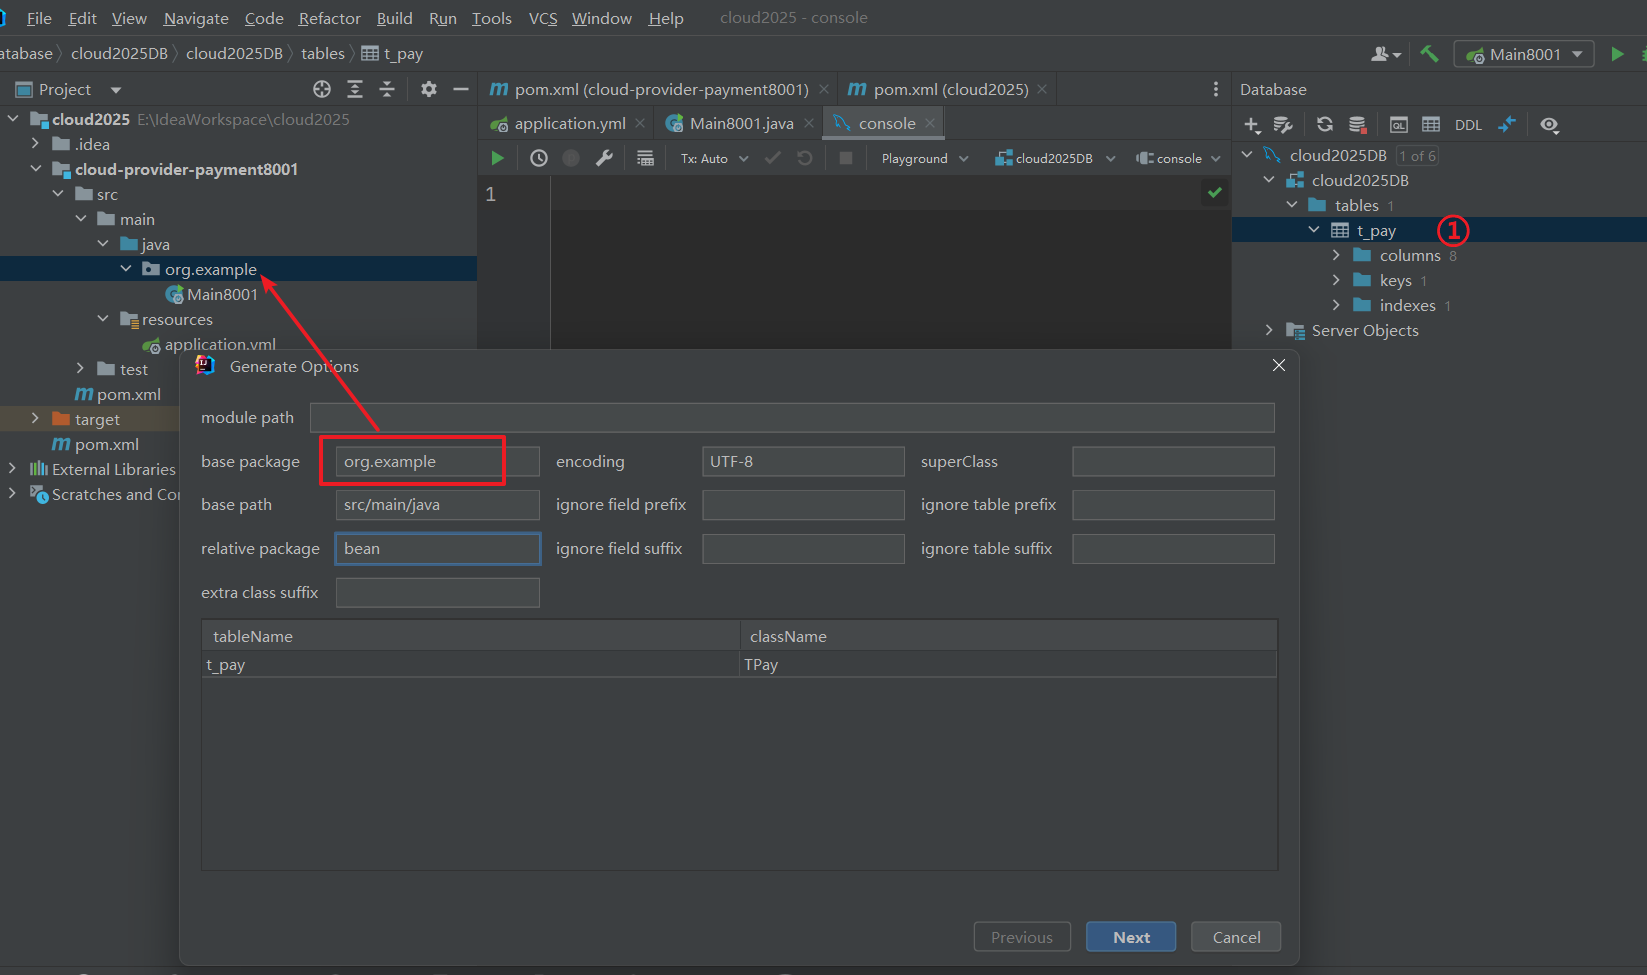 File Edit View Navigate Code Refactor Build Run Tools VCS Window Help cloud2025 - console
atabase cloud2025DB cloud2025DB tables t_pay
Main8001
Project
pom.xml (cloud-provider-payment8001) pom.xml (cloud2025)
Database
application.yml Main8001.java console
Tx: Auto Playground cloud2025DB console
QL DDL
cloud2025 E:\IdeaWorkspace\cloud2025
.idea
cloud-provider-payment8001
src
main
java
org.example
Main8001
resources
application.yml
test
pom.xml
target
pom.xml
External Libraries
Scratches and Co
1
cloud2025DB 1 of 6
cloud2025DB
tables 1
t_pay ①
columns 8
keys 1
indexes 1
Server Objects
Generate Options
module path
base package org.example encoding UTF-8 superClass
base path src/main/java ignore field prefix ignore table prefix
relative package bean ignore field suffix ignore table suffix
extra class suffix
tableName className
t_pay TPay
Previous Next Cancel